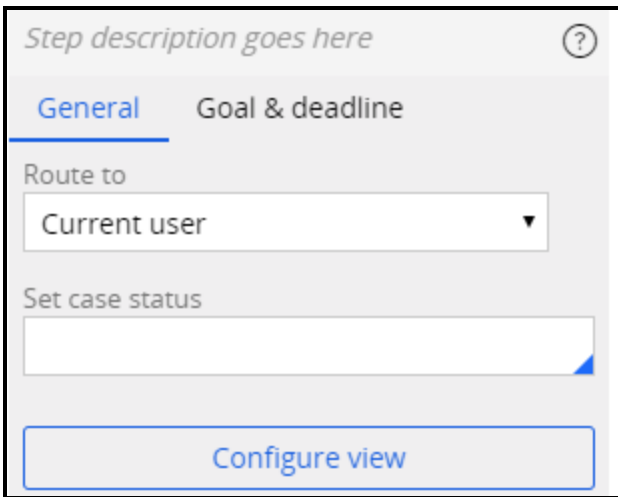 Step description goes here ?
General Goal & deadline
Route to
Current user
Set case status
Configure view